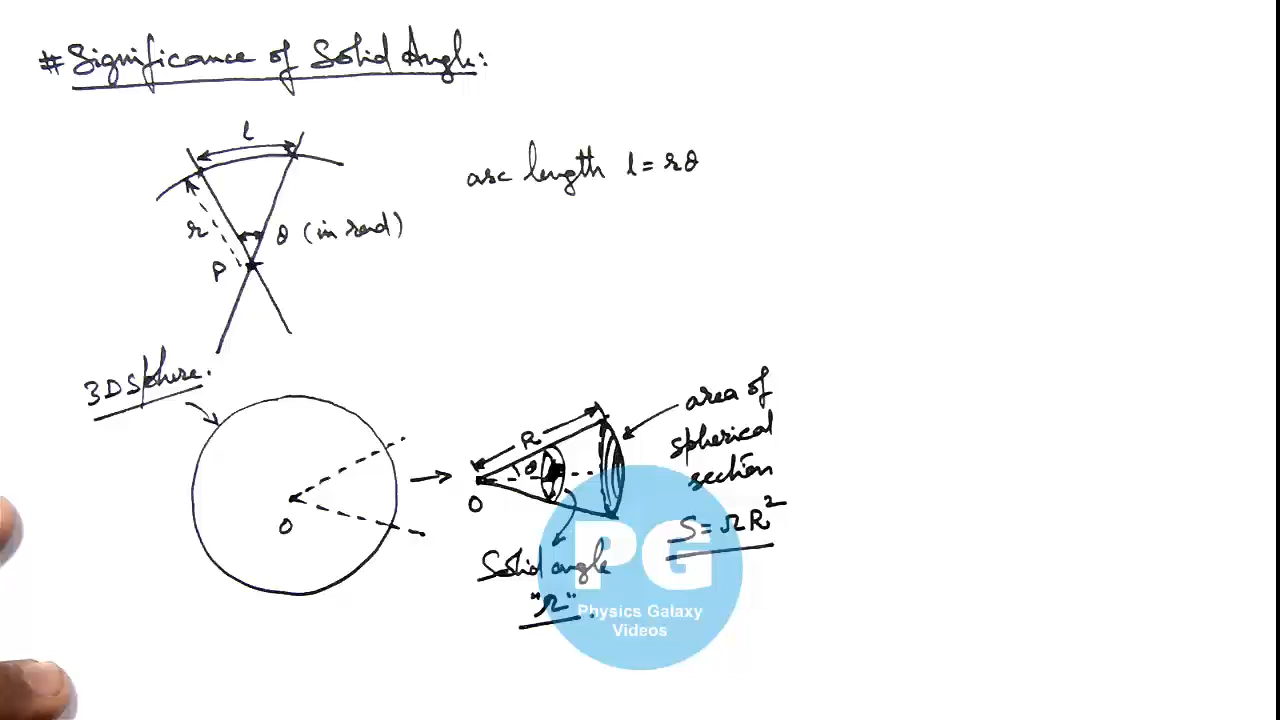 # Significance of Solid Angle:
l
arc length l = rθ
r
θ (in rad)
P
3D Sphere.
area of
spherical
section
S = ΩR²
R
θ
O
O
Solid angle
"Ω".
PG
Physics Galaxy
Videos